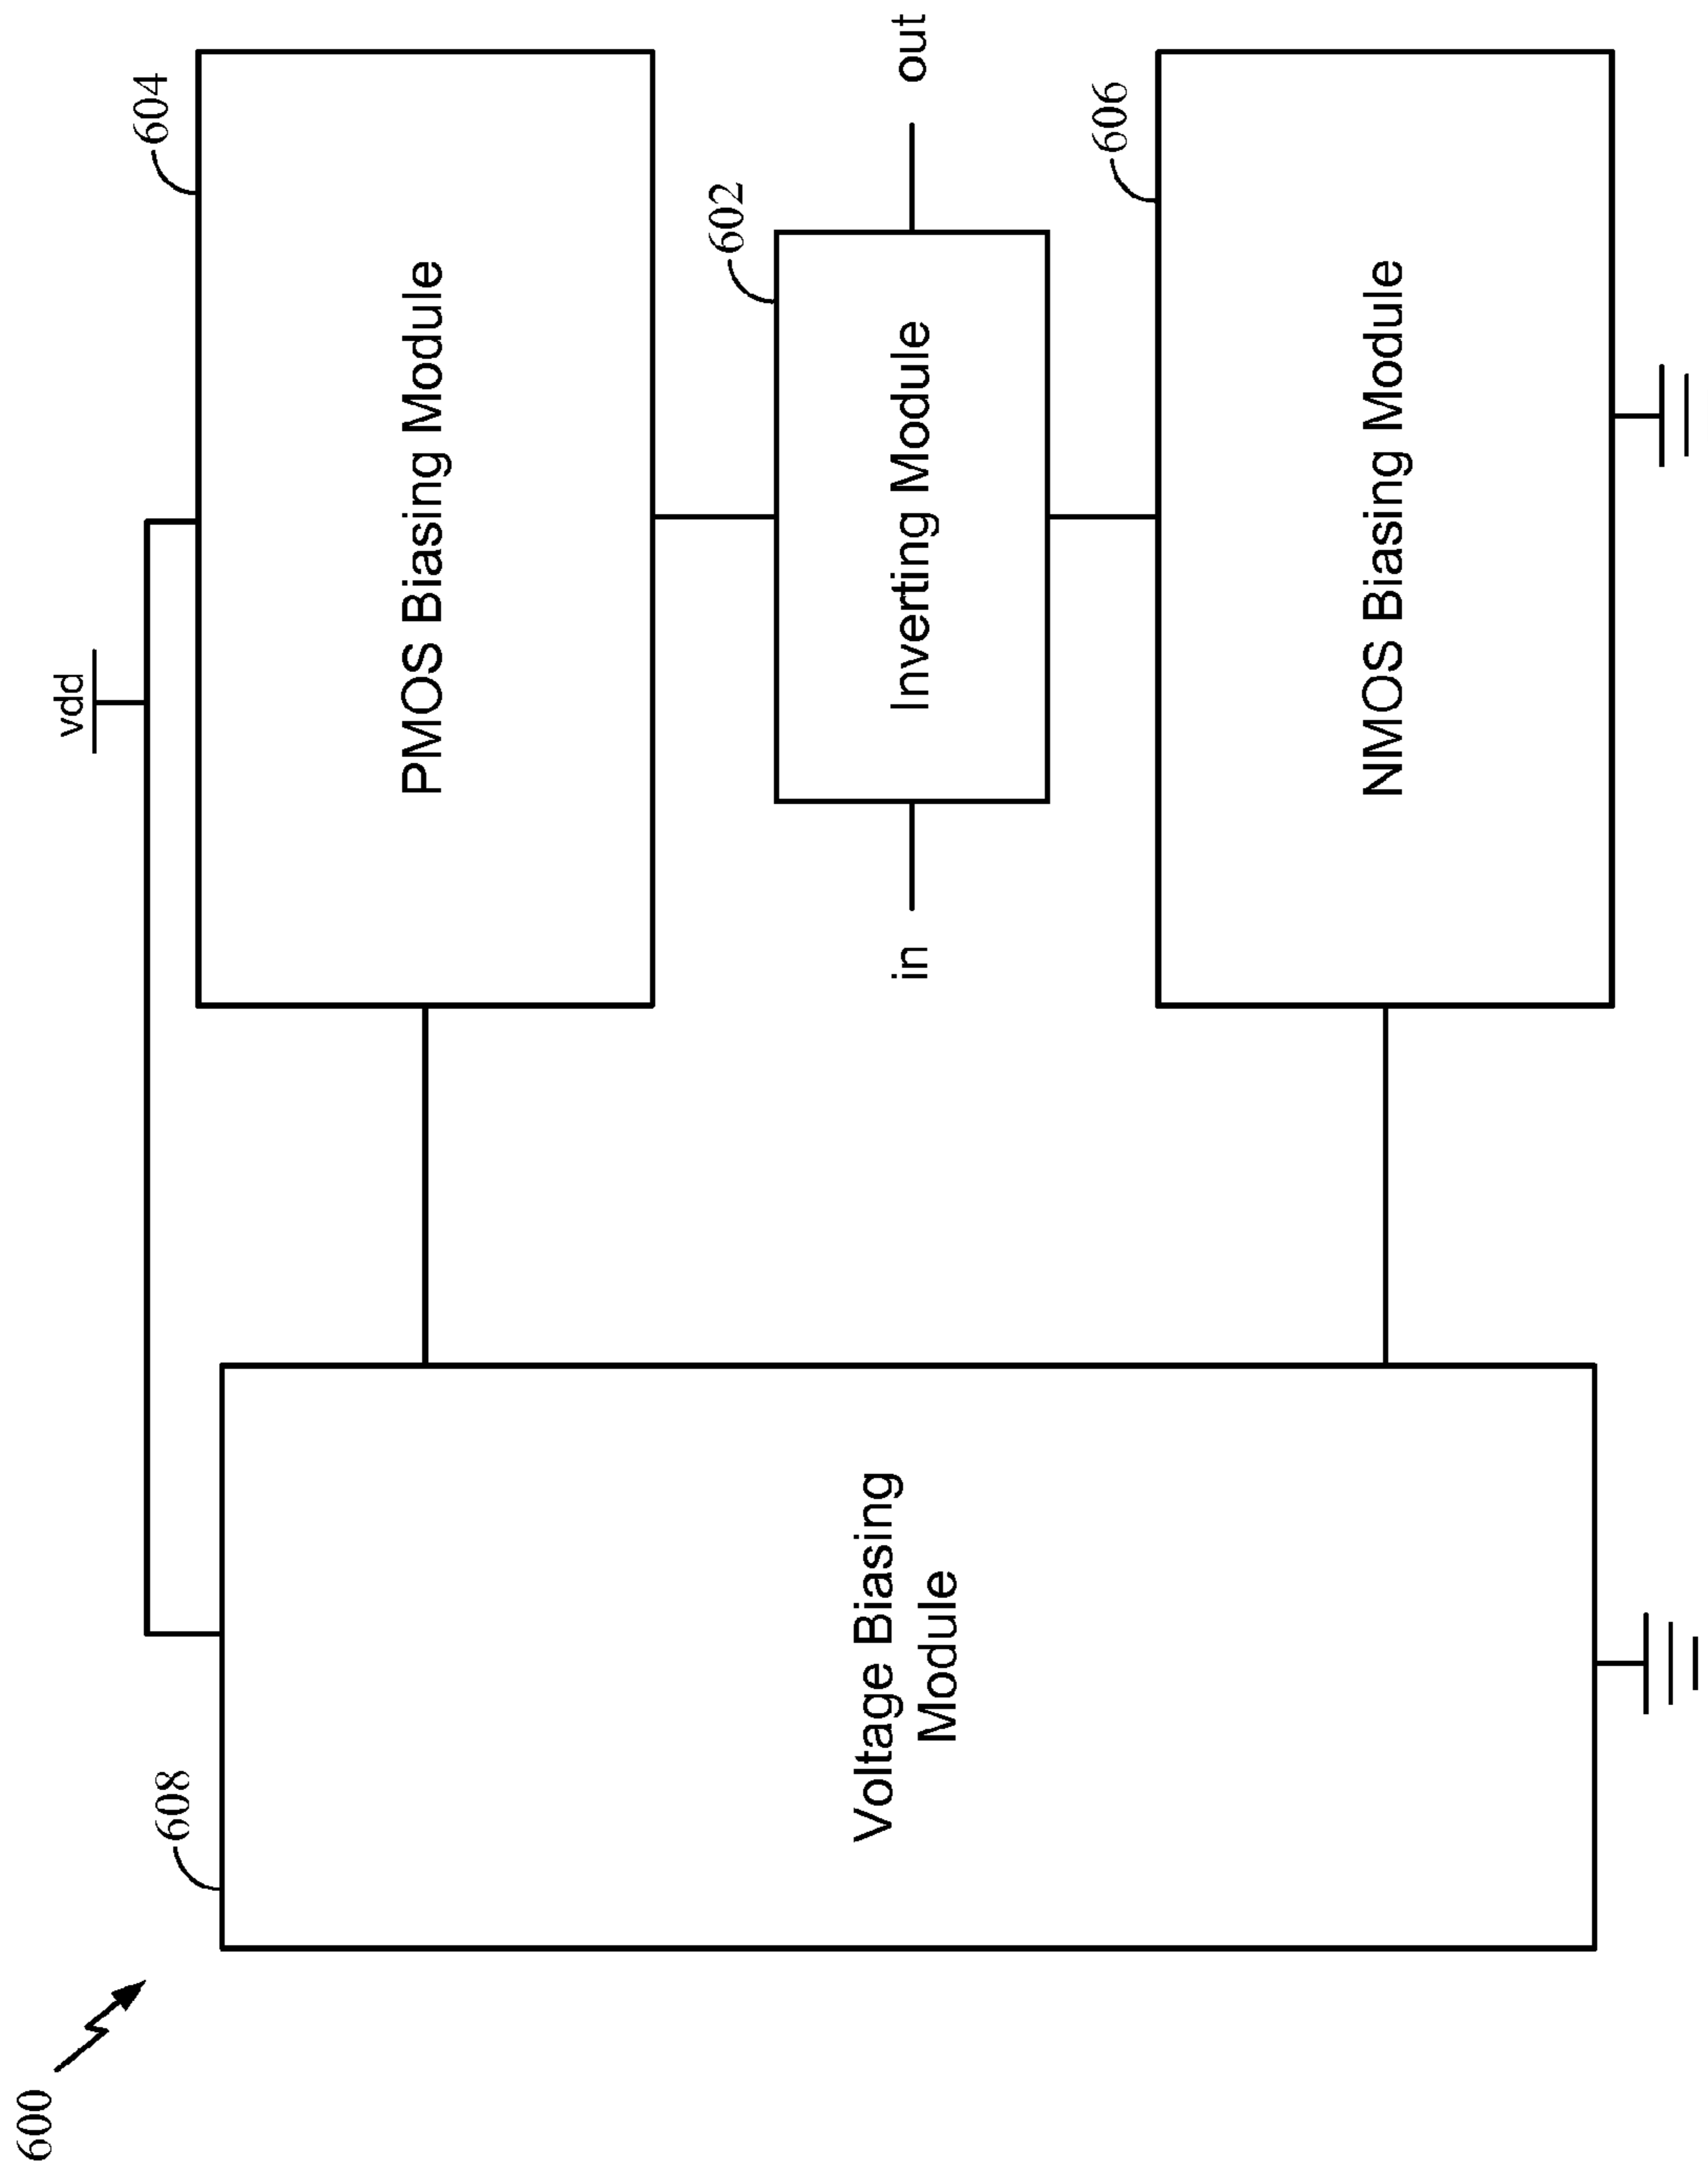 600
608
Voltage Biasing
Module
vdd
604
PMOS Biasing Module
602
in
Inverting Module
out
606
NMOS Biasing Module